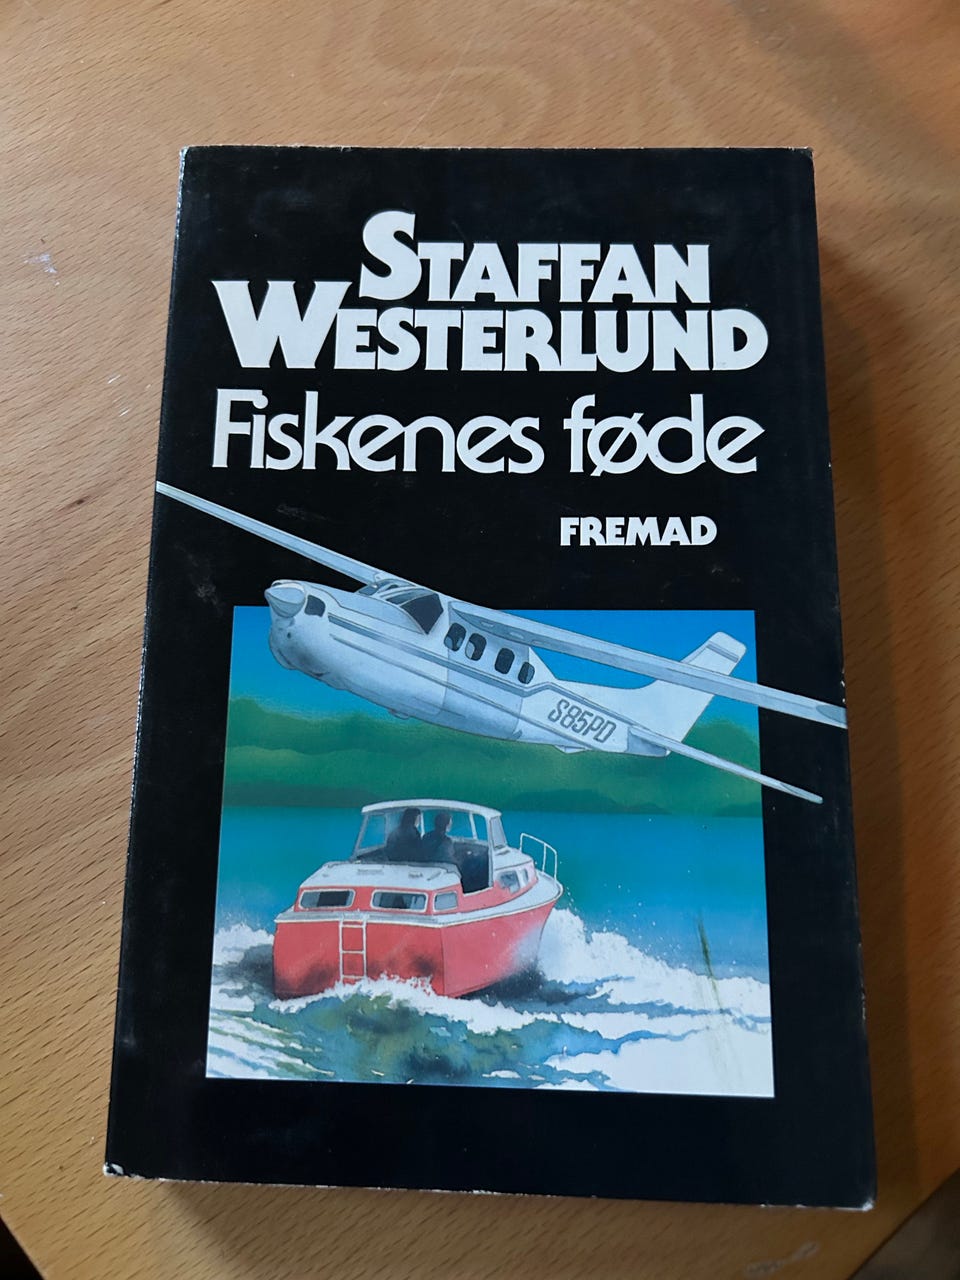 STAFFAN
WESTERLUND
Fiskenes føde
FREMAD
S85PD